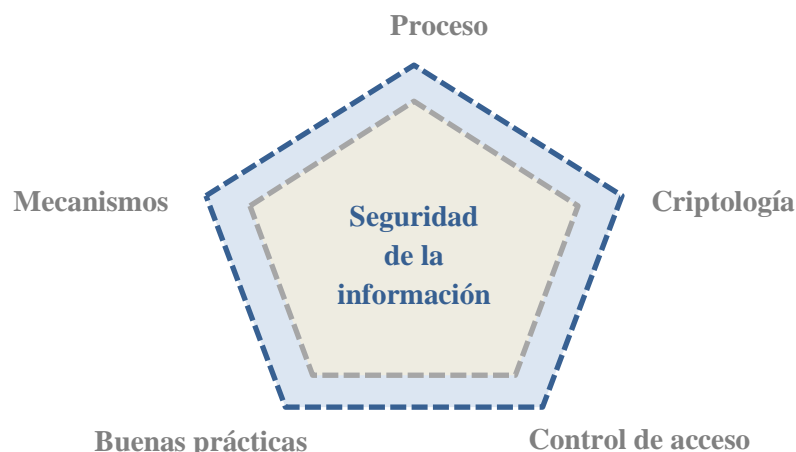 Proceso
Mecanismos
Criptología
Seguridad
de la
información
Buenas prácticas
Control de acceso